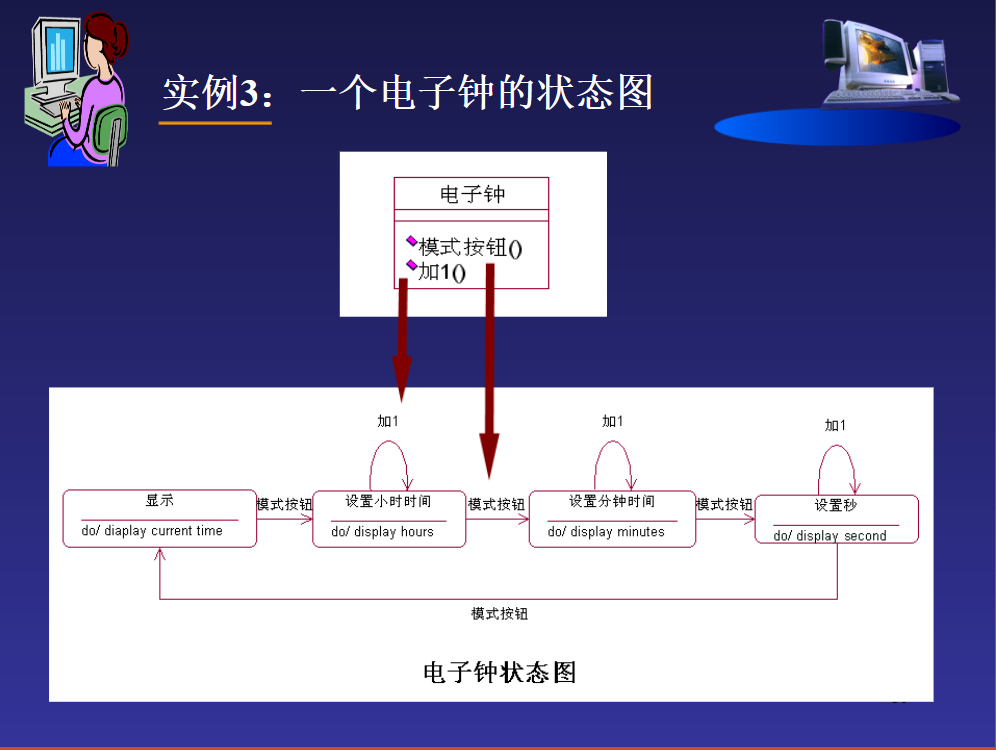 实例3：一个电子钟的状态图
电子钟
模式按钮()
加1()
加1
加1
加1
显示
do/ diaplay current time
模式按钮
设置小时时间
do/ display hours
模式按钮
设置分钟时间
do/ display minutes
模式按钮
设置秒
do/ display second
模式按钮
电子钟状态图